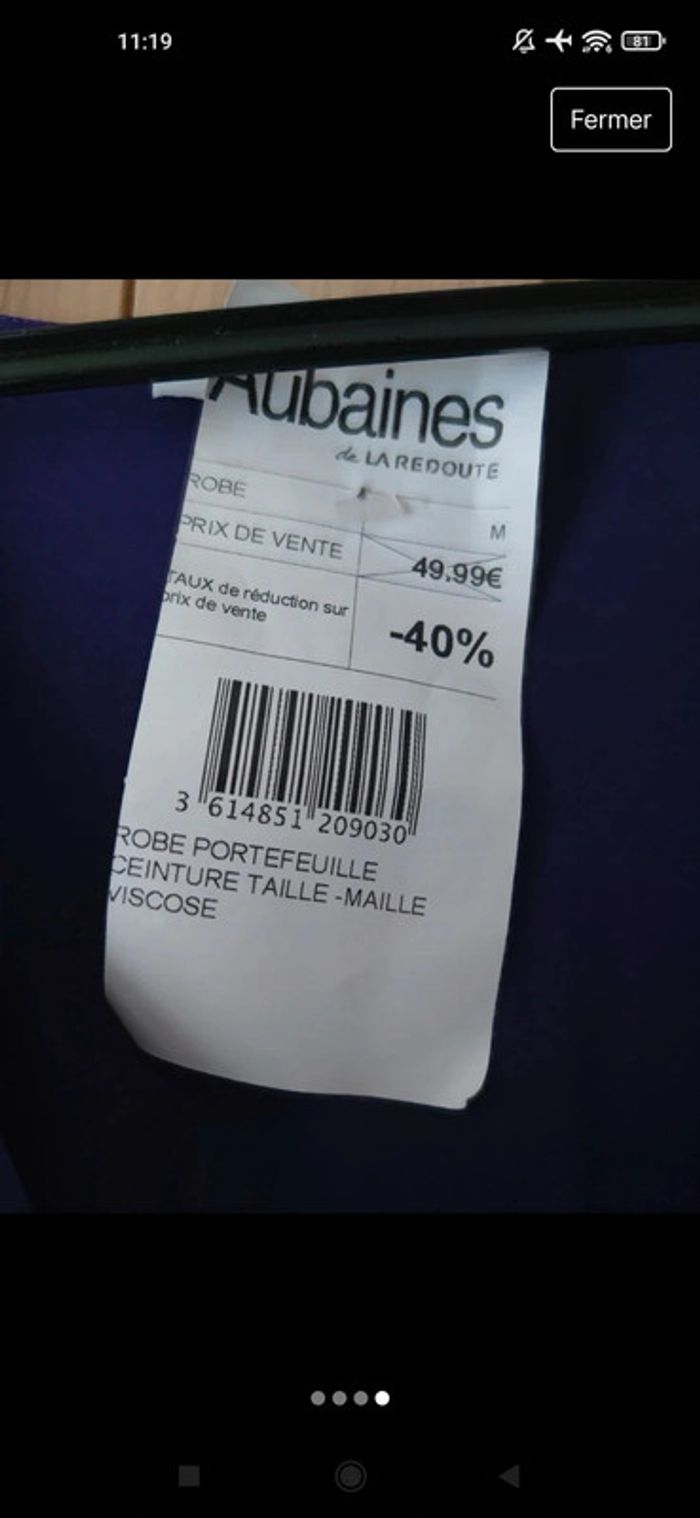 11:19
81
Fermer
Aubaines
de LA REDOUTE
ROBE
M
PRIX DE VENTE
49.99€
TAUX de réduction sur
prix de vente
-40%
3 614851 209030
ROBE PORTEFEUILLE
CEINTURE TAILLE -MAILLE
VISCOSE